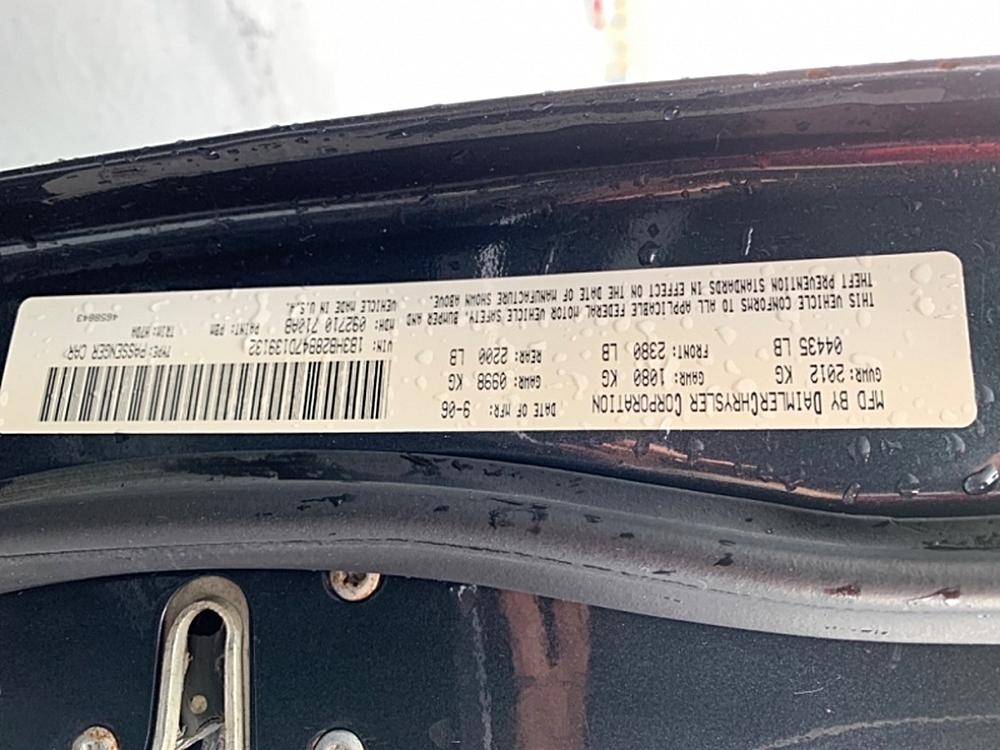 MFD BY DAIMLERCHRYSLER CORPORATION
DATE OF MFR: 9-06
GVWR: 2012 KG
GAWR: 1080 KG
GAWR: 0998 KG
04435 LB
FRONT: 2380 LB
REAR: 2200 LB
THIS VEHICLE CONFORMS TO ALL APPLICABLE FEDERAL MOTOR VEHICLE SAFETY, BUMPER AND
THEFT PREVENTION STANDARDS IN EFFECT ON THE DATE OF MANUFACTURE SHOWN ABOVE.
VIN: 1B3HB28B47D139132
TYPE: PASSENGER CAR
MDH: 092710 710AB
PAINT: PBM
TRIM: H7DA
VEHICLE MADE IN U.S.A.
4658843